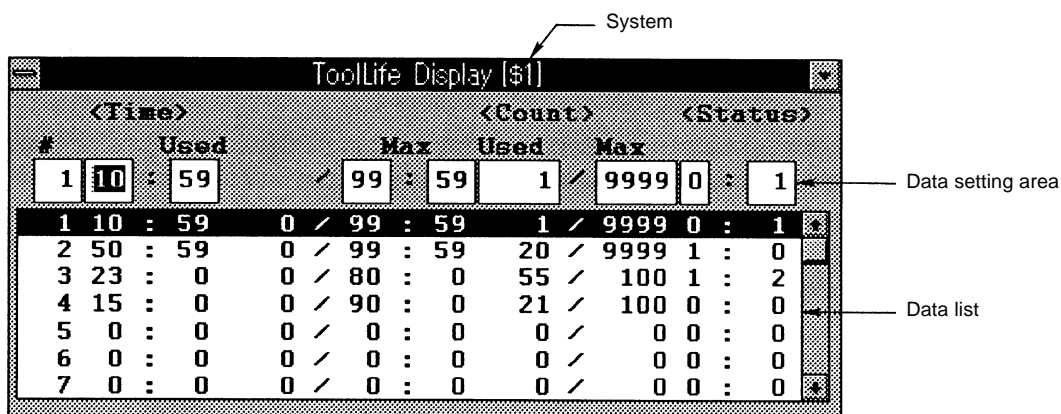 System
ToolLife Display [$1]
<Time> <Count> <Status>
# Used Max Used Max
1 10 : 59 / 99 : 59 1 / 9999 0 : 1
Data setting area
1 10 : 59 0 / 99 : 59 1 / 9999 0 : 1
2 50 : 59 0 / 99 : 59 20 / 9999 1 : 0
3 23 : 0 0 / 80 : 0 55 / 100 1 : 2
4 15 : 0 0 / 90 : 0 21 / 100 0 : 0
Data list
5 0 : 0 0 / 0 : 0 0 / 0 0 : 0
6 0 : 0 0 / 0 : 0 0 / 0 0 : 0
7 0 : 0 0 / 0 : 0 0 / 0 0 : 0